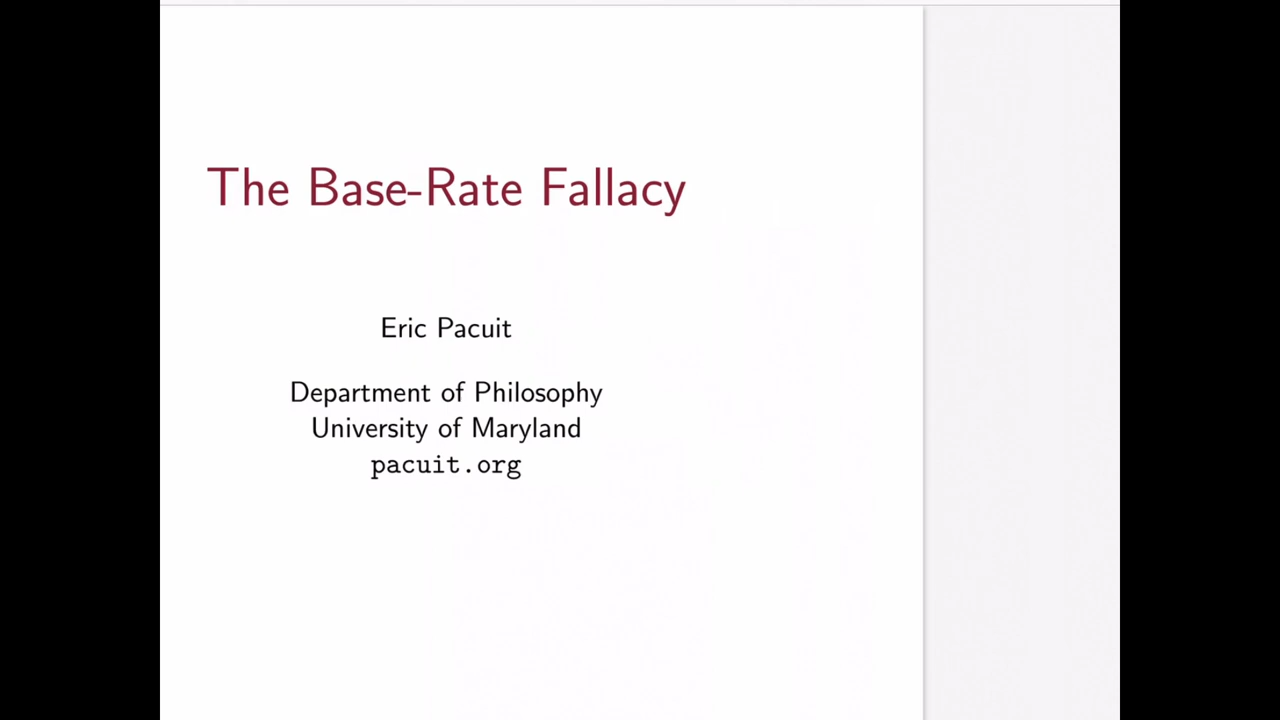 The Base-Rate Fallacy
Eric Pacuit
Department of Philosophy
University of Maryland
pacuit.org